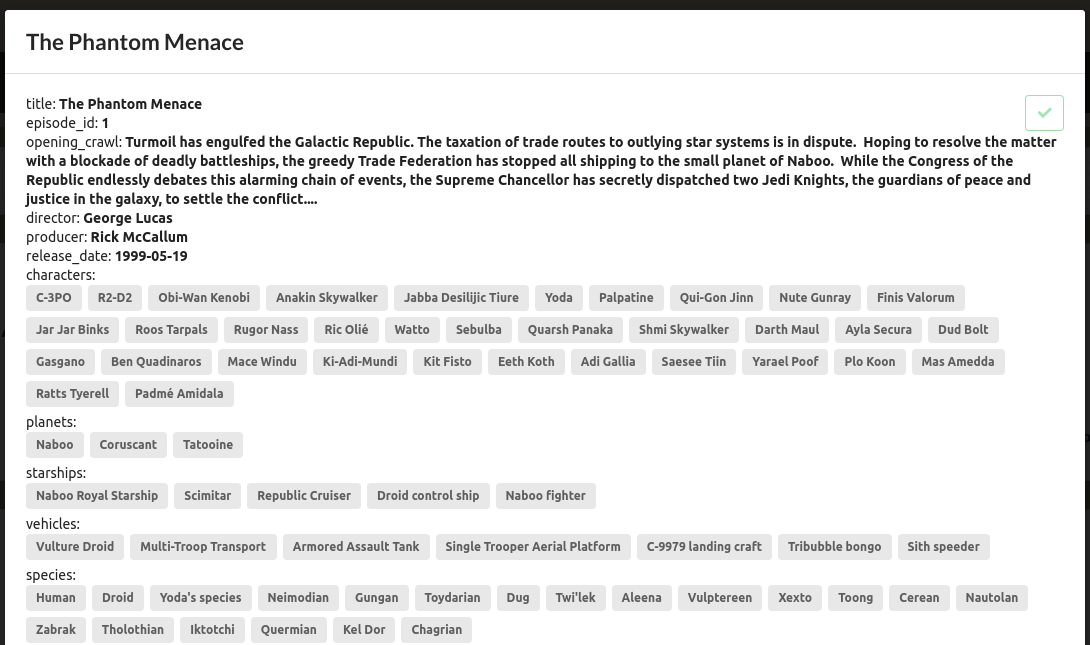 The Phantom Menace
title: The Phantom Menace
episode_id: 1
opening_crawl: Turmoil has engulfed the Galactic Republic. The taxation of trade routes to outlying star systems is in dispute.  Hoping to resolve the matter
with a blockade of deadly battleships, the greedy Trade Federation has stopped all shipping to the small planet of Naboo.  While the Congress of the
Republic endlessly debates this alarming chain of events, the Supreme Chancellor has secretly dispatched two Jedi Knights, the guardians of peace and
justice in the galaxy, to settle the conflict....
director: George Lucas
producer: Rick McCallum
release_date: 1999-05-19
characters:
C-3PO R2-D2 Obi-Wan Kenobi Anakin Skywalker Jabba Desilijic Tiure Yoda Palpatine Qui-Gon Jinn Nute Gunray Finis Valorum
Jar Jar Binks Roos Tarpals Rugor Nass Ric Olié Watto Sebulba Quarsh Panaka Shmi Skywalker Darth Maul Ayla Secura Dud Bolt
Gasgano Ben Quadinaros Mace Windu Ki-Adi-Mundi Kit Fisto Eeth Koth Adi Gallia Saesee Tiin Yarael Poof Plo Koon Mas Amedda
Ratts Tyerell Padmé Amidala
planets:
Naboo Coruscant Tatooine
starships:
Naboo Royal Starship Scimitar Republic Cruiser Droid control ship Naboo fighter
vehicles:
Vulture Droid Multi-Troop Transport Armored Assault Tank Single Trooper Aerial Platform C-9979 landing craft Tribubble bongo Sith speeder
species:
Human Droid Yoda's species Neimodian Gungan Toydarian Dug Twi'lek Aleena Vulptereen Xexto Toong Cerean Nautolan
Zabrak Tholothian Iktotchi Quermian Kel Dor Chagrian